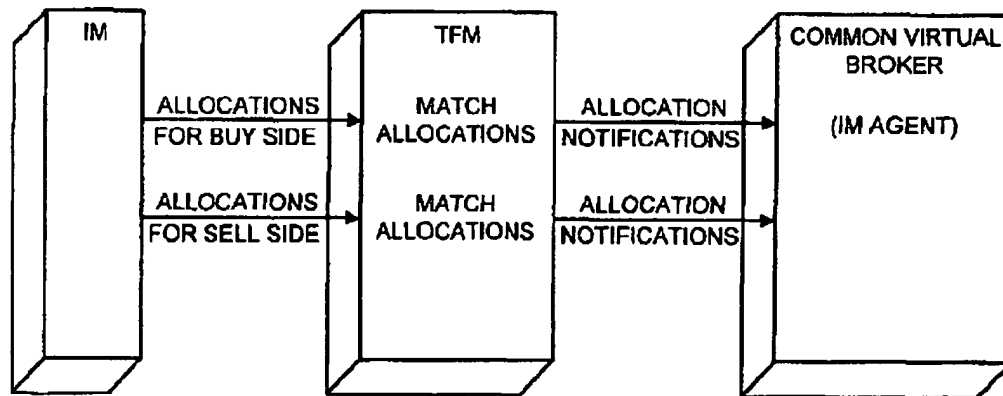 IM
TFM
COMMON VIRTUAL
BROKER
(IM AGENT)
ALLOCATIONS
FOR BUY SIDE
MATCH
ALLOCATIONS
ALLOCATION
NOTIFICATIONS
ALLOCATIONS
FOR SELL SIDE
MATCH
ALLOCATIONS
ALLOCATION
NOTIFICATIONS